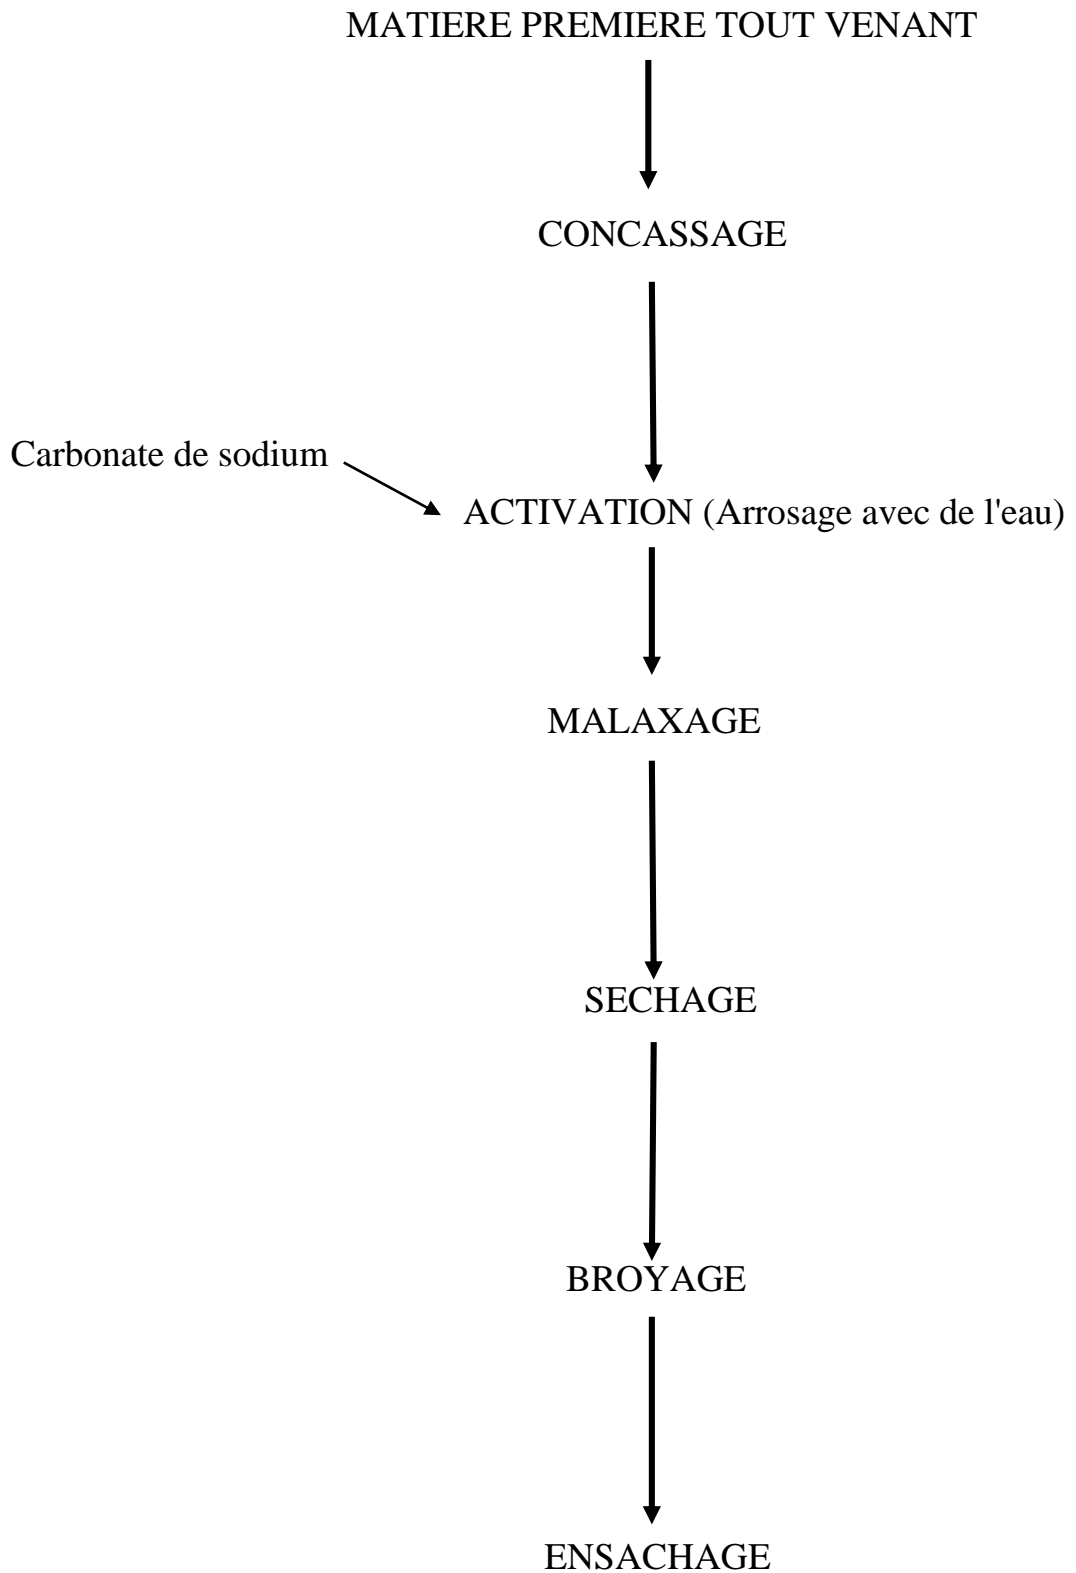 MATIERE PREMIERE TOUT VENANT
CONCASSAGE
Carbonate de sodium
ACTIVATION (Arrosage avec de l'eau)
MALAXAGE
SECHAGE
BROYAGE
ENSACHAGE